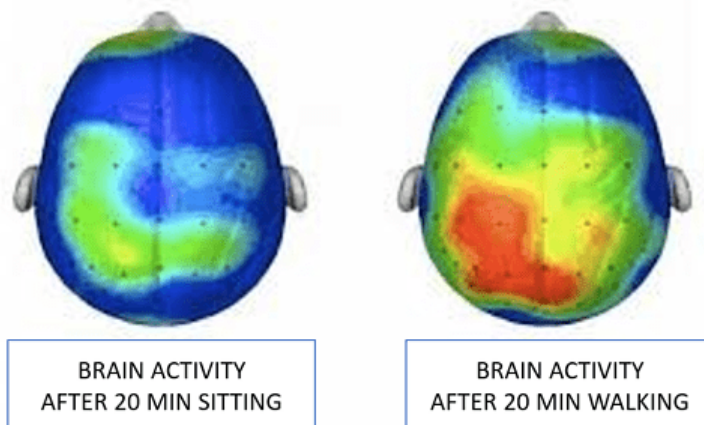 BRAIN ACTIVITY
AFTER 20 MIN SITTING
BRAIN ACTIVITY
AFTER 20 MIN WALKING